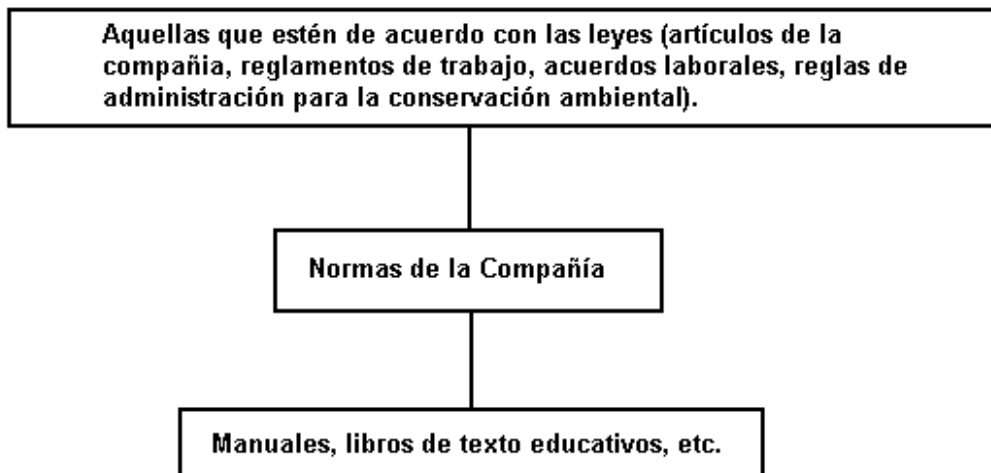 Aquellas que estén de acuerdo con las leyes (artículos de la
compañia, reglamentos de trabajo, acuerdos laborales, reglas de
administración para la conservación ambiental).
Normas de la Compañía
Manuales, libros de texto educativos, etc.